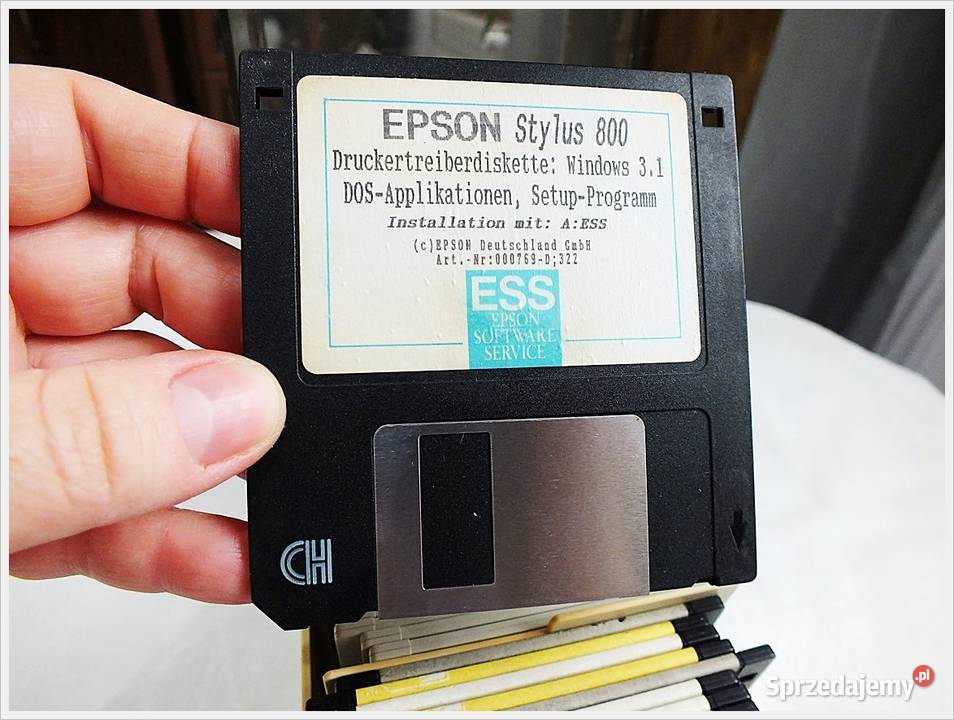 EPSON Stylus 800
Druckertreiberdiskette: Windows 3.1
DOS-Applikationen, Setup-Programm
Installation mit: A:ESS
(c)EPSON Deutschland GmbH
Art.-Nr:000769-D;322
ESS
EPSON
SOFTWARE
SERVICE
CH
Sprzedajemy.pl